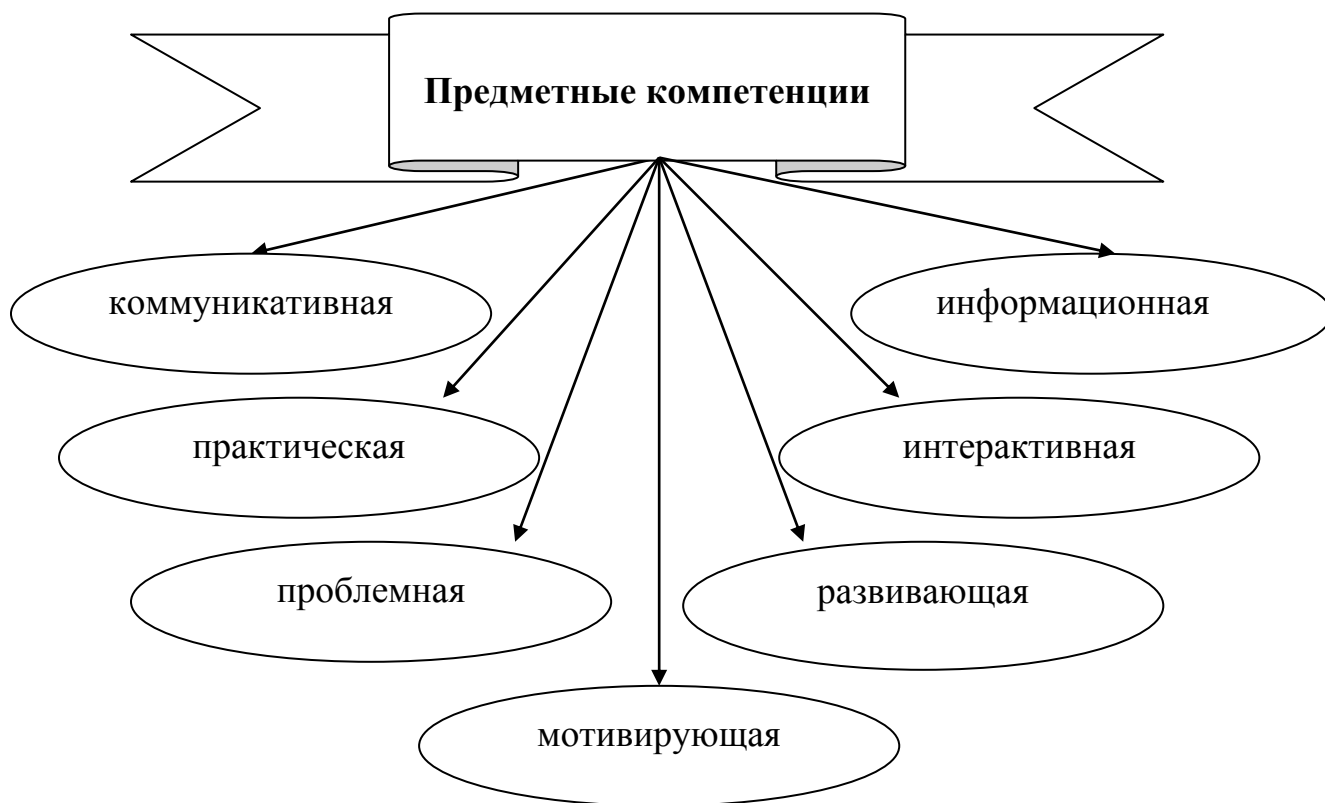 Предметные компетенции
коммуникативная
информационная
практическая
интерактивная
проблемная
развивающая
мотивирующая